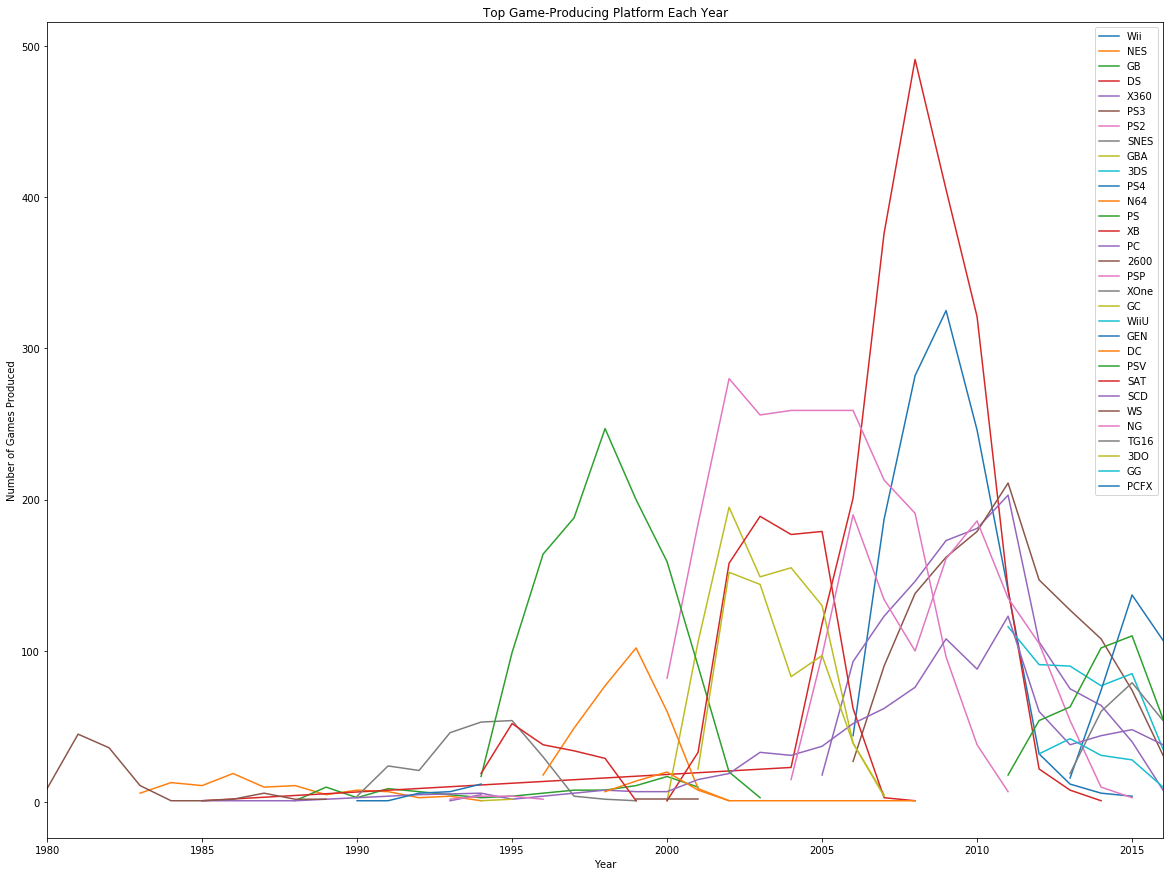 Top Game-Producing Platform Each Year
Wii
NES
GB
DS
X360
PS3
PS2
SNES
GBA
3DS
PS4
N64
PS
XB
PC
2600
PSP
XOne
GC
WiiU
GEN
DC
PSV
SAT
SCD
WS
NG
TG16
3DO
GG
PCFX
500
400
300
200
100
0
Number of Games Produced
1980
1985
1990
1995
2000
2005
2010
2015
Year